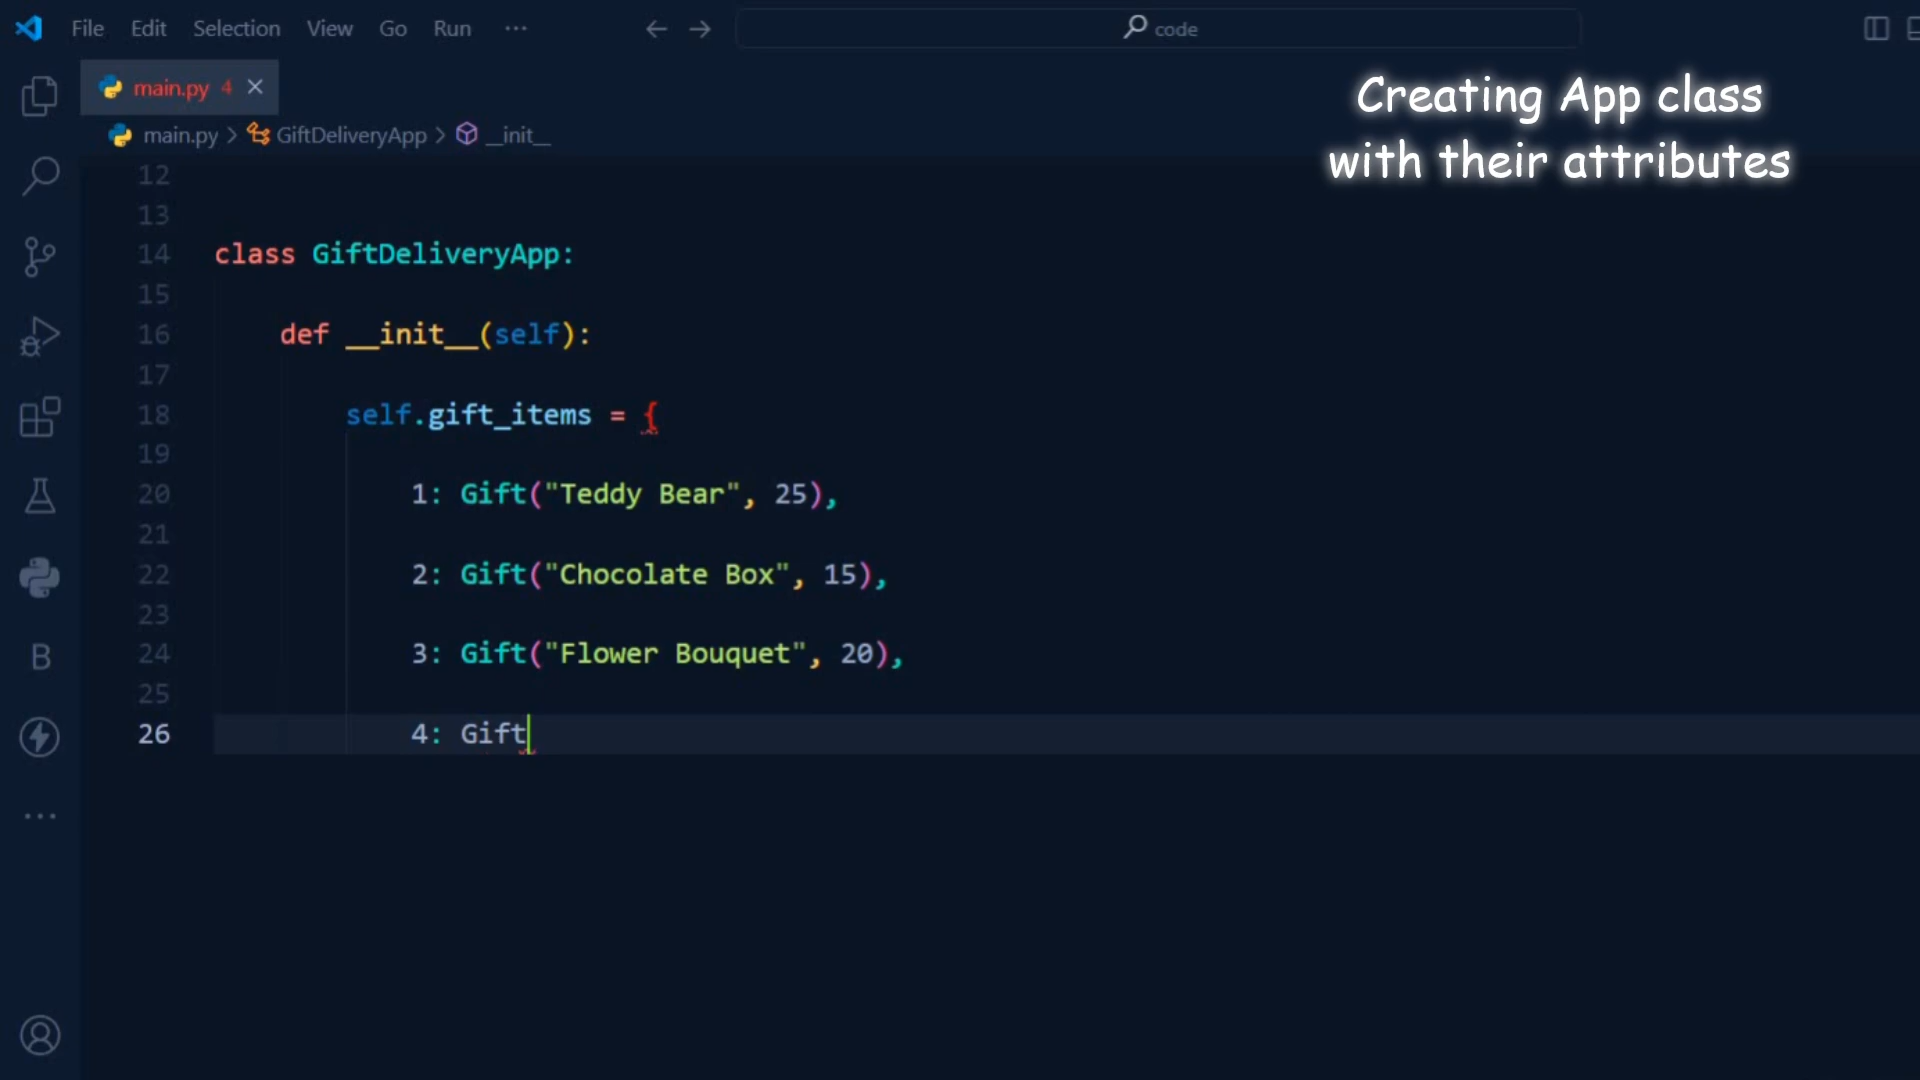 File Edit Selection View Go Run ···
code
main.py 4
Creating App class
with their attributes
main.py > GiftDeliveryApp > __init__
12
13
14 class GiftDeliveryApp:
15
16 def __init__(self):
17
18 self.gift_items = {
19
20 1: Gift("Teddy Bear", 25),
21
22 2: Gift("Chocolate Box", 15),
23
24 3: Gift("Flower Bouquet", 20),
25
26 4: Gift
B